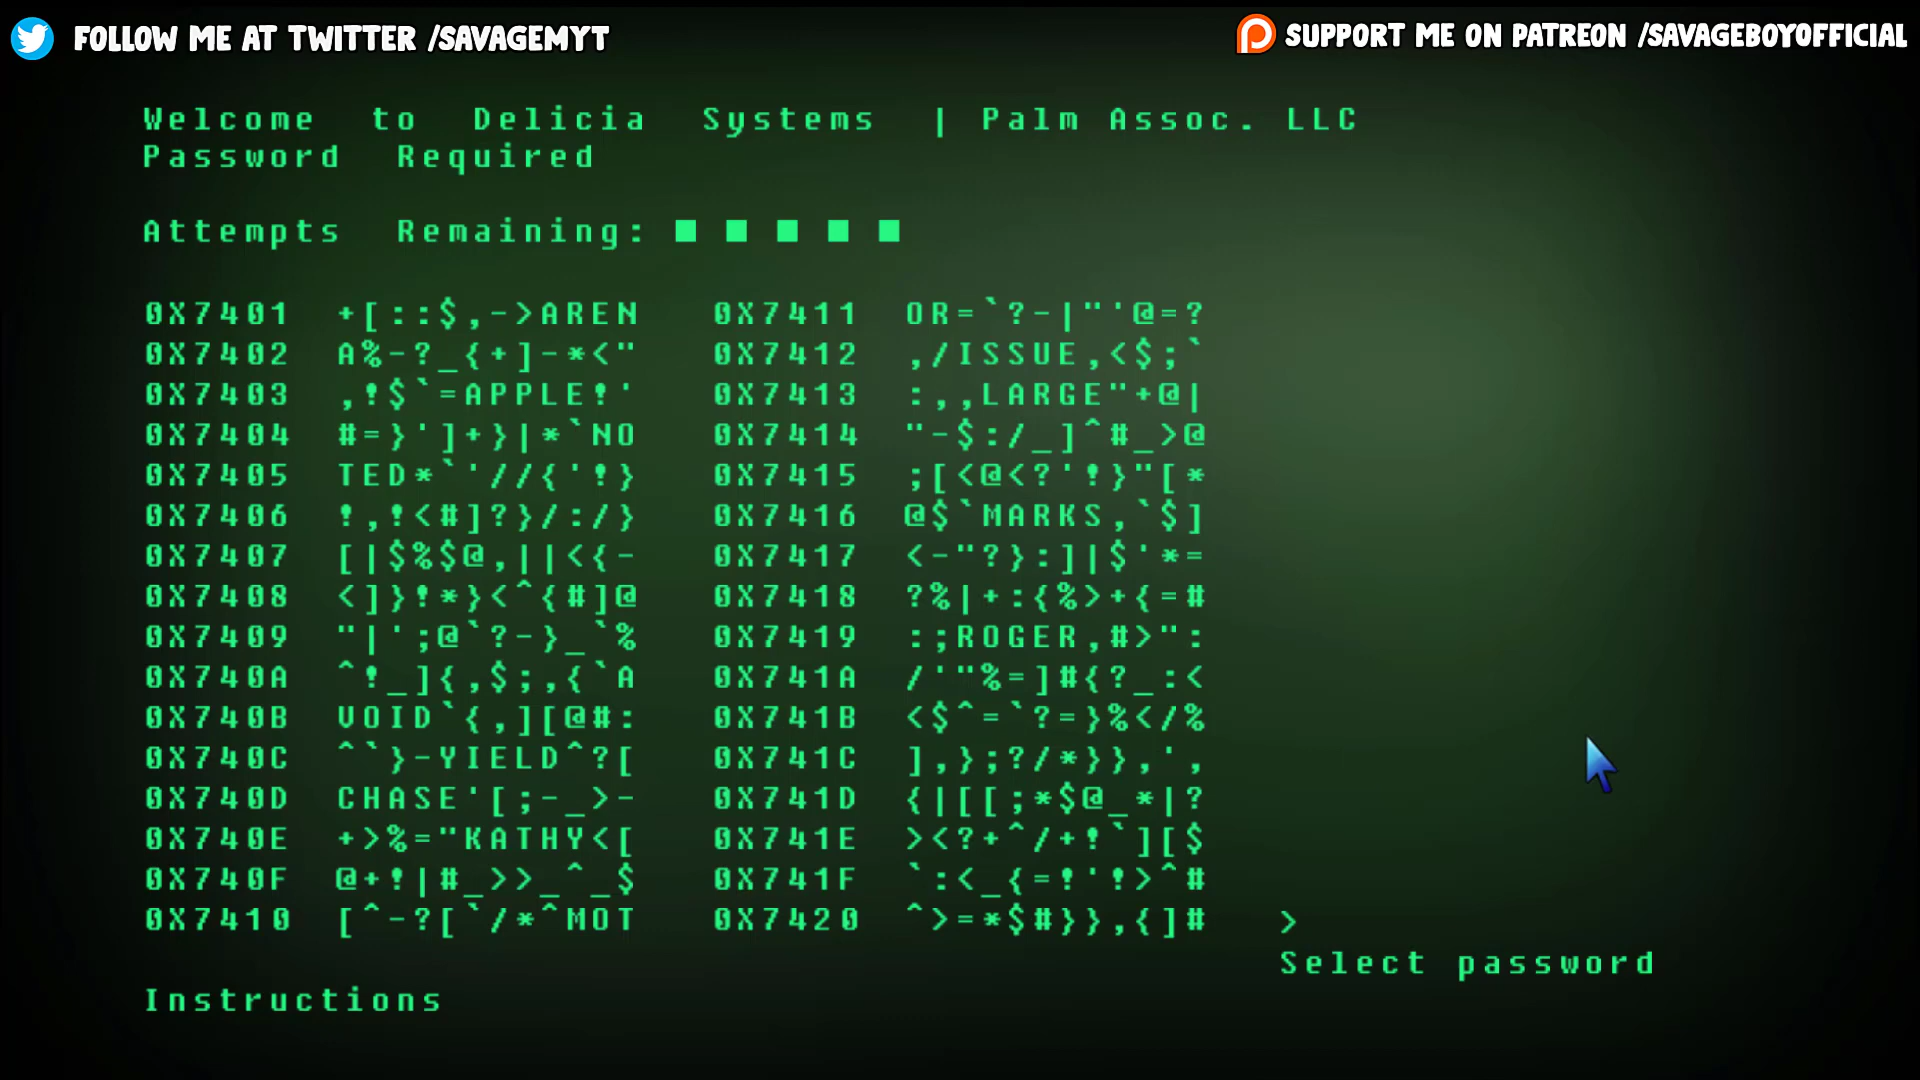 FOLLOW ME AT TWITTER /SAVAGEMYT
SUPPORT ME ON PATREON /SAVAGEBOYOFFICIAL
Welcome to Delicia Systems | Palm Assoc. LLC
Password Required
Attempts Remaining: ■ ■ ■ ■ ■
0X7401 +[::$,->AREN 0X7411 OR=`?-|"'@=?
0X7402 A%-?_{+]-*<" 0X7412 ,/ISSUE,<$;`
0X7403 ,!$`=APPLE!' 0X7413 :,,LARGE"+@|
0X7404 #=}']+}|*`NO 0X7414 "-$:/_]^#_>@
0X7405 TED*`'//{'!} 0X7415 ;[<@<?'!}"[*
0X7406 !,!<#]?}/:/} 0X7416 @$`MARKS,`$]
0X7407 [|$%$@,||<{- 0X7417 <-"?}:]|$'*=
0X7408 <]}!*}<^{#]@ 0X7418 ?%|+:{%>+{=#
0X7409 "|';@`?-}_`% 0X7419 :;ROGER,#>":
0X740A ^!_]{,$;,{`A 0X741A /'"%=]#{?_:<
0X740B VOID`{,][@#: 0X741B <$^=`?=}%</%
0X740C ^`}-YIELD^?[ 0X741C ],};?/*}},',
0X740D CHASE'[;-_>- 0X741D {|[[;*$@_*|?
0X740E +>%="KATHY<[ 0X741E ><?+^/+!`][$
0X740F @+!|#_>>_^_$ 0X741F `:<_{=!'!>^#
0X7410 [^-?[`/*^MOT 0X7420 ^>=*$#}},{]# >
Select password
Instructions